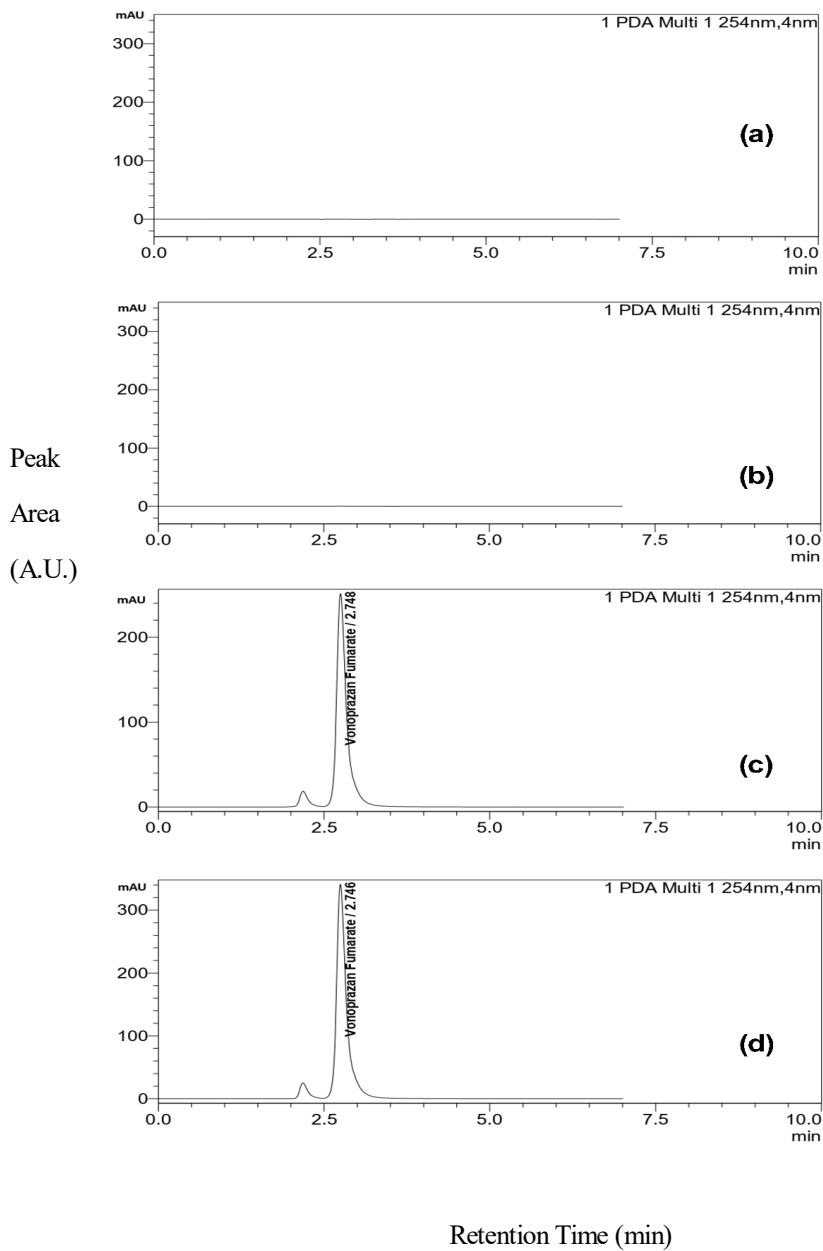 mAU
1 PDA Multi 1 254nm,4nm
300
200
100
0
(a)
0.0 2.5 5.0 7.5 10.0
min
mAU
1 PDA Multi 1 254nm,4nm
300
200
100
0
(b)
0.0 2.5 5.0 7.5 10.0
min
Peak
Area
(A.U.)
mAU
1 PDA Multi 1 254nm,4nm
200
100
0
Vonoprazan Fumarate / 2.748
(c)
0.0 2.5 5.0 7.5 10.0
min
mAU
1 PDA Multi 1 254nm,4nm
300
200
100
0
Vonoprazan Fumarate / 2.746
(d)
0.0 2.5 5.0 7.5 10.0
min
Retention Time (min)